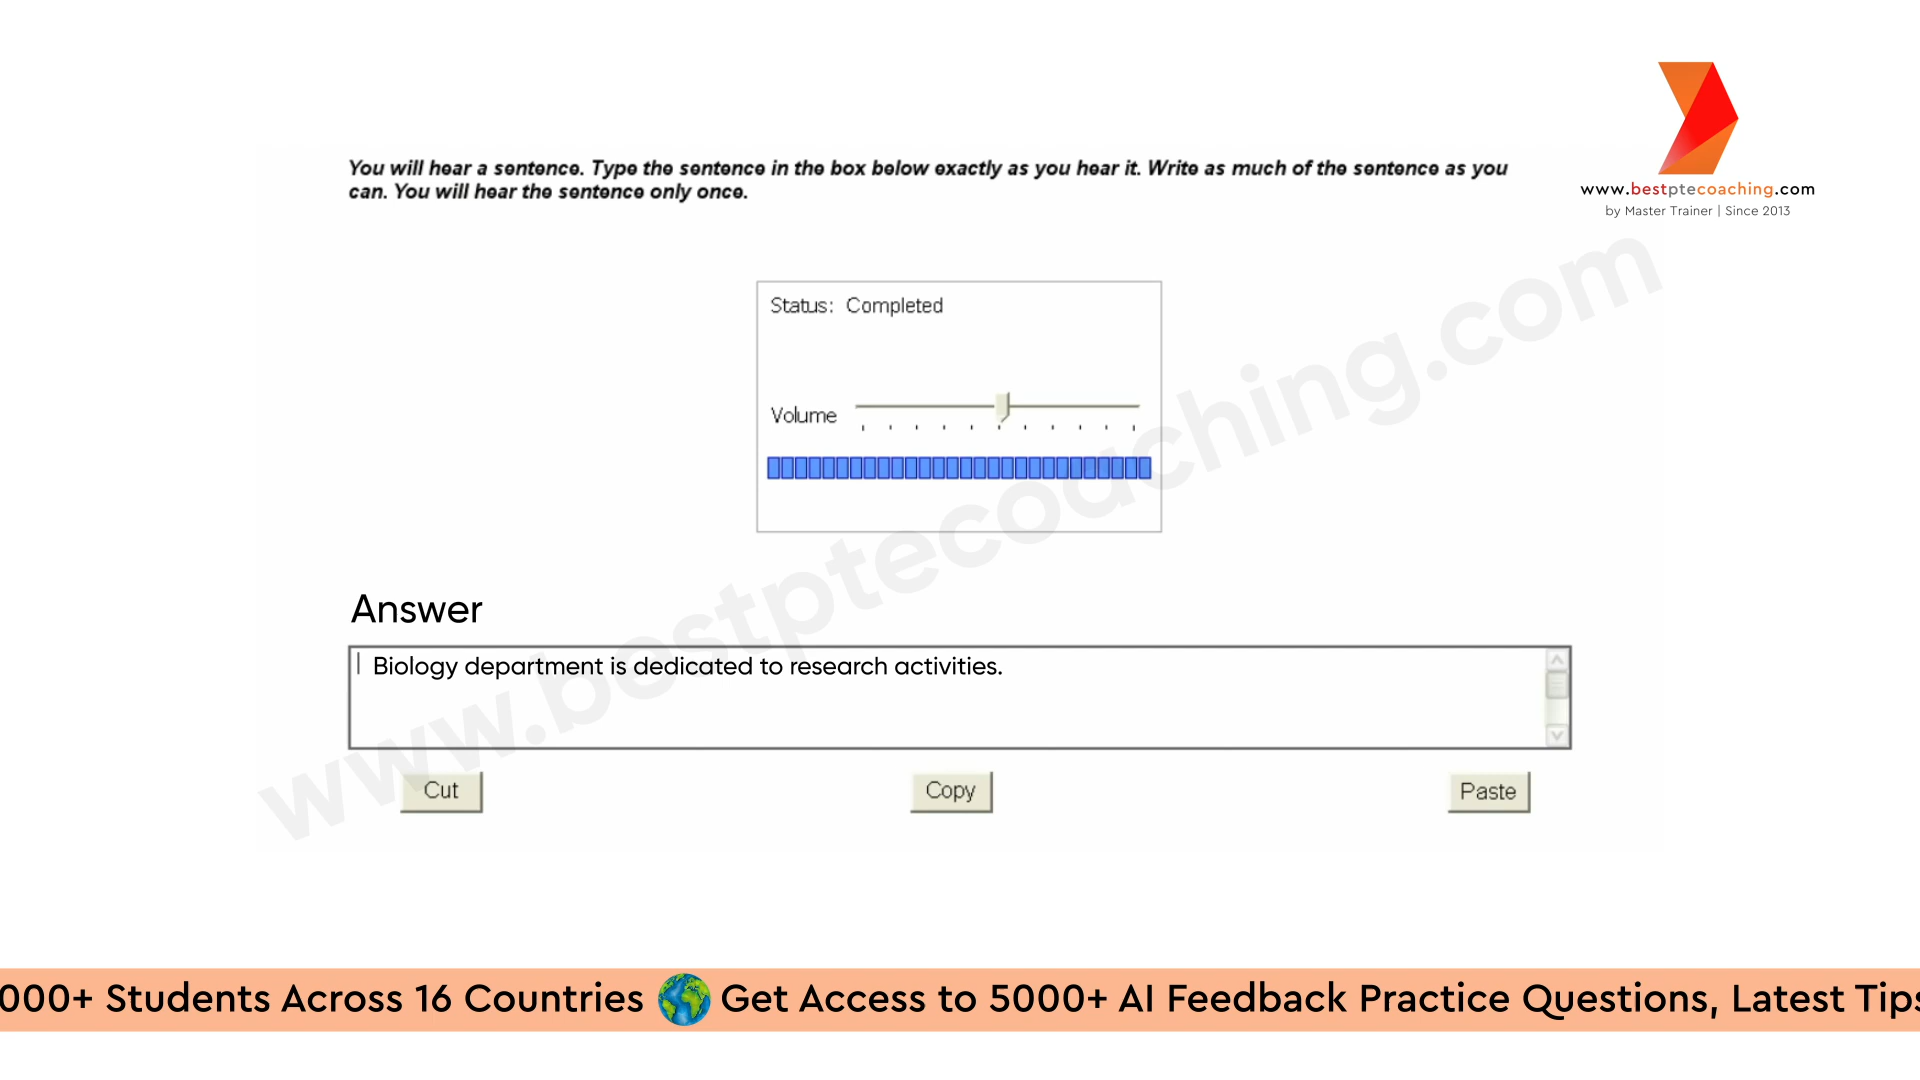 You will hear a sentence. Type the sentence in the box below exactly as you hear it. Write as much of the sentence as you
can. You will hear the sentence only once.
www.bestptecoaching.com
by Master Trainer | Since 2013
Status: Completed
Volume
www.bestptecoaching.com
Answer
Biology department is dedicated to research activities.
Cut
Copy
Paste
000+ Students Across 16 Countries Get Access to 5000+ AI Feedback Practice Questions, Latest Tips